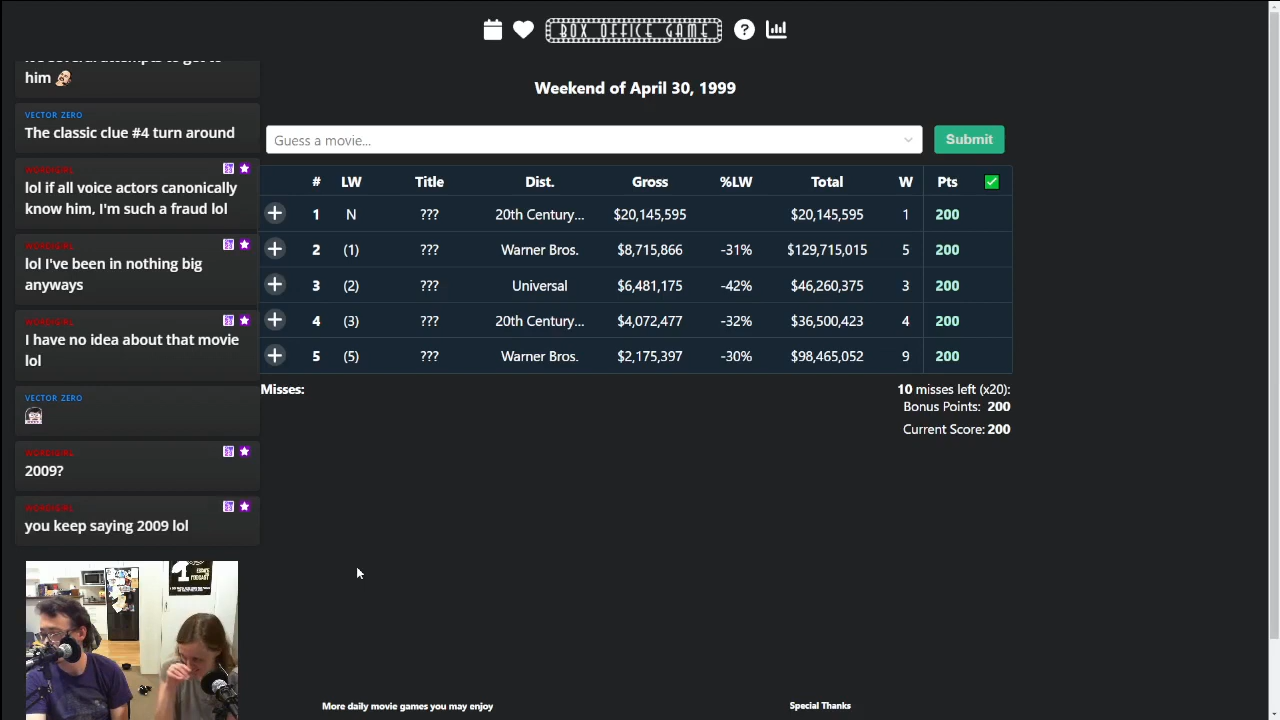 BOX OFFICE GAME
?
Weekend of April 30, 1999
him
VECTOR ZERO
The classic clue #4 turn around
WORDIGIRL
lol if all voice actors canonically
know him, I'm such a fraud lol
WORDIGIRL
lol I've been in nothing big
anyways
WORDIGIRL
I have no idea about that movie
lol
VECTOR ZERO
WORDIGIRL
2009?
WORDIGIRL
you keep saying 2009 lol
Guess a movie...
Submit
# LW Title Dist. Gross %LW Total W Pts
1 N ??? 20th Century... $20,145,595 $20,145,595 1 200
2 (1) ??? Warner Bros. $8,715,866 -31% $129,715,015 5 200
3 (2) ??? Universal $6,481,175 -42% $46,260,375 3 200
4 (3) ??? 20th Century... $4,072,477 -32% $36,500,423 4 200
5 (5) ??? Warner Bros. $2,175,397 -30% $98,465,052 9 200
Misses:
10 misses left (x20):
Bonus Points: 200
Current Score: 200
More daily movie games you may enjoy
Special Thanks